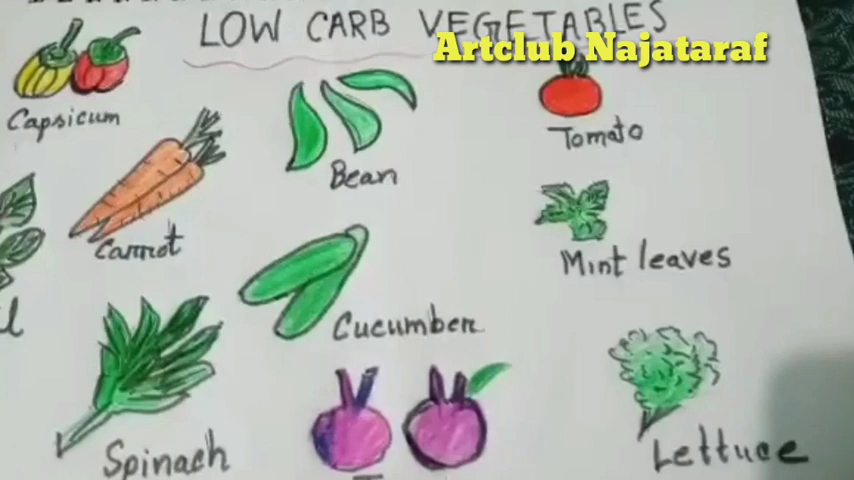 LOW CARB VEGETABLES
Artclub Najataraf
Capsicum
Bean
Tomato
Carrot
Mint leaves
Cucumber
Spinach
Lettuce